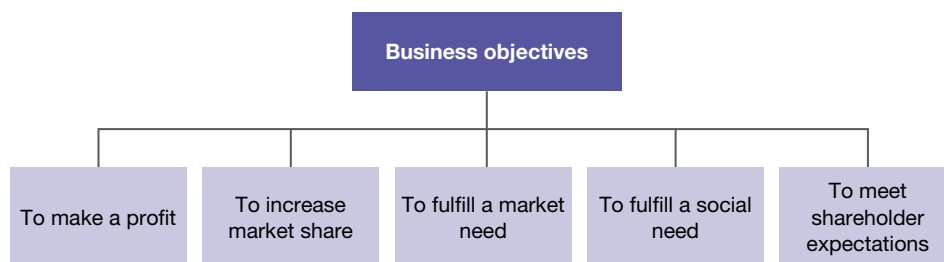 Business objectives
To make a profit
To increase
market share
To fulfill a market
need
To fulfill a social
need
To meet
shareholder
expectations